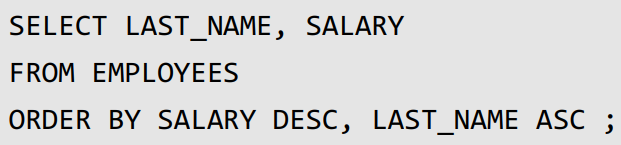 SELECT LAST_NAME, SALARY
FROM EMPLOYEES
ORDER BY SALARY DESC, LAST_NAME ASC ;